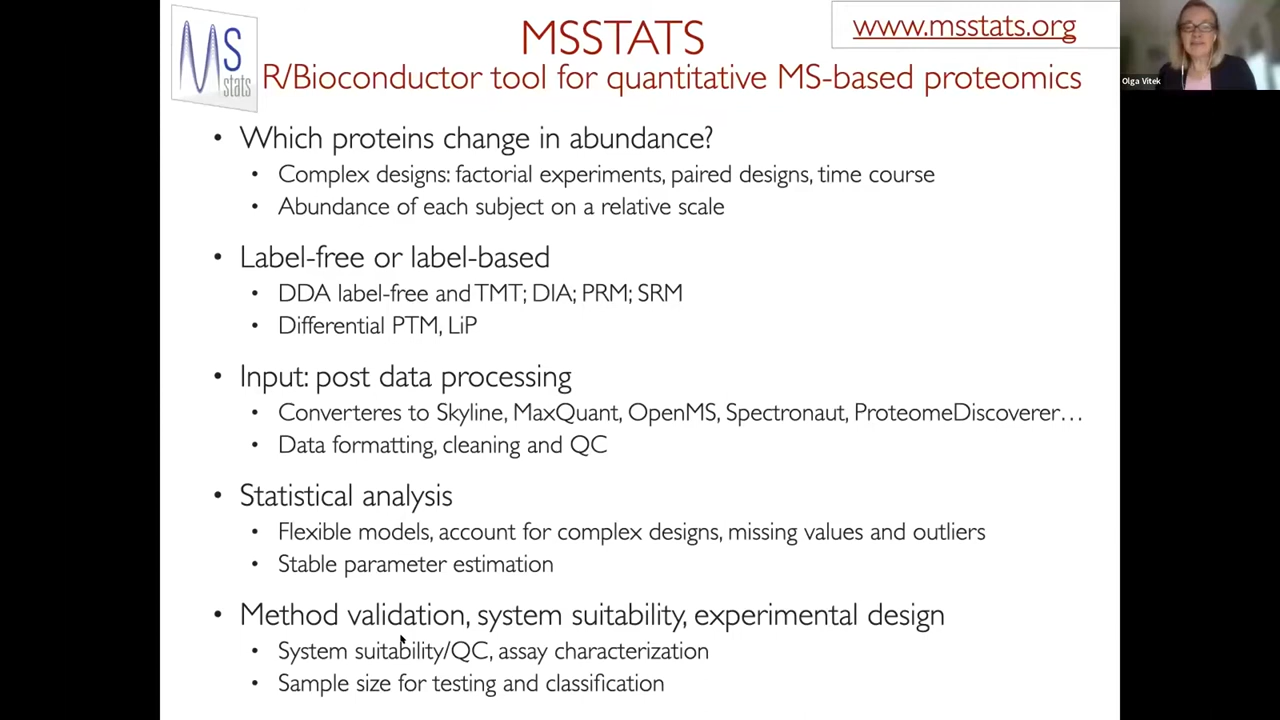 MS
stats
MSSTATS
www.msstats.org
R/Bioconductor tool for quantitative MS-based proteomics
Olga Vitek
• Which proteins change in abundance?
• Complex designs: factorial experiments, paired designs, time course
• Abundance of each subject on a relative scale
• Label-free or label-based
• DDA label-free and TMT; DIA; PRM; SRM
• Differential PTM, LiP
• Input: post data processing
• Converteres to Skyline, MaxQuant, OpenMS, Spectronaut, ProteomeDiscoverer…
• Data formatting, cleaning and QC
• Statistical analysis
• Flexible models, account for complex designs, missing values and outliers
• Stable parameter estimation
• Method validation, system suitability, experimental design
• System suitability/QC, assay characterization
• Sample size for testing and classification